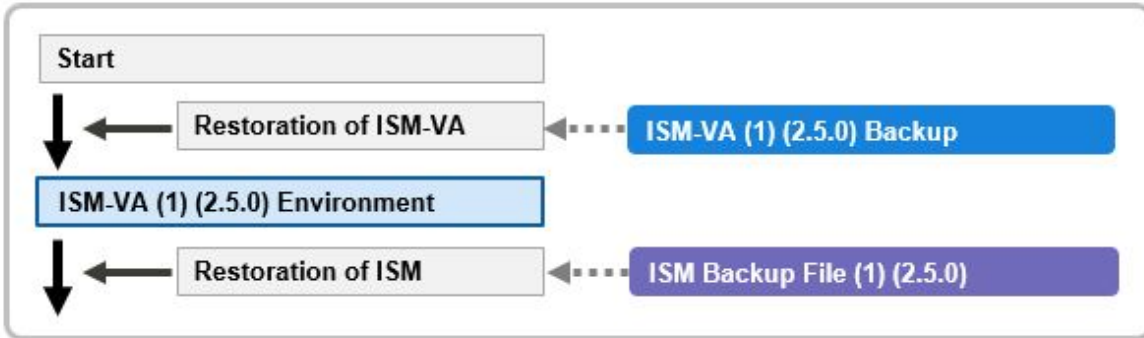 Start
Restoration of ISM-VA
ISM-VA (1) (2.5.0) Backup
ISM-VA (1) (2.5.0) Environment
Restoration of ISM
ISM Backup File (1) (2.5.0)